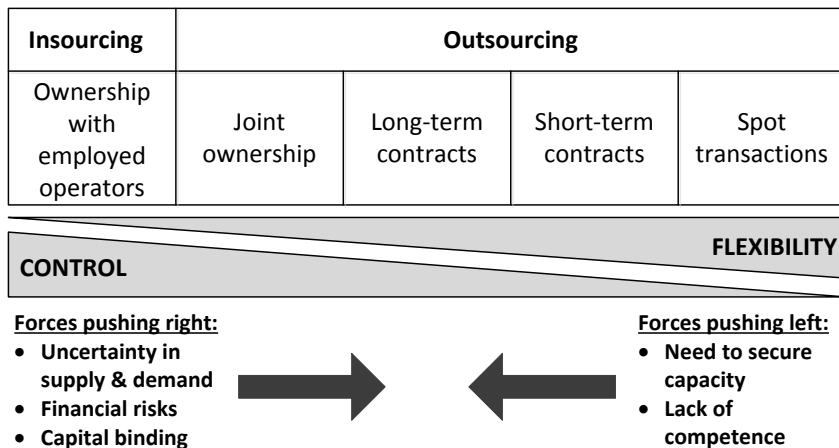 Insourcing
Outsourcing
Ownership
with
employed
operators
Joint
ownership
Long-term
contracts
Short-term
contracts
Spot
transactions
FLEXIBILITY
CONTROL
Forces pushing right:
• Uncertainty in
supply & demand
• Financial risks
• Capital binding
Forces pushing left:
• Need to secure
capacity
• Lack of
competence